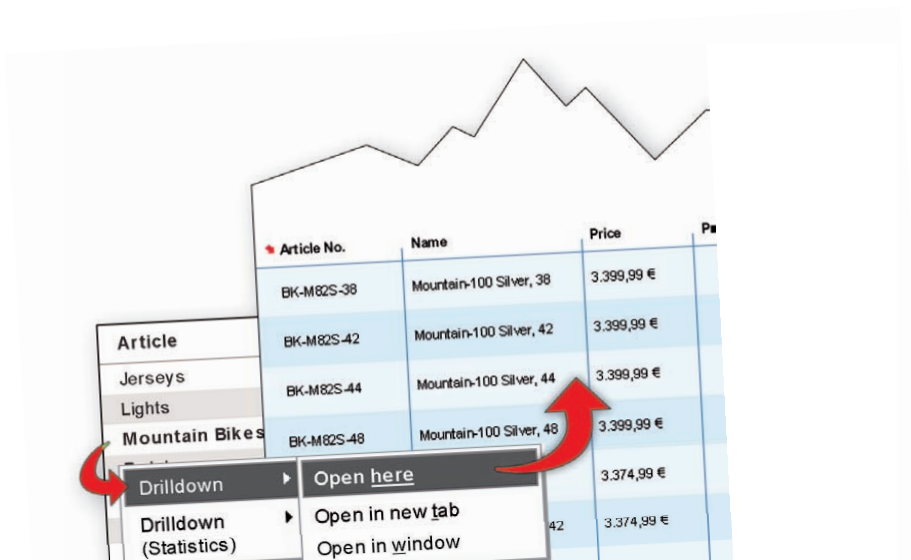 Article No. Name Price
BK-M82S-38 Mountain-100 Silver, 38 3.399,99 €
BK-M82S-42 Mountain-100 Silver, 42 3.399,99 €
BK-M82S-44 Mountain-100 Silver, 44 3.399,99 €
BK-M82S-48 Mountain-100 Silver, 48 3.399,99 €
3.374,99 €
42 3.374,99 €
Article
Jerseys
Lights
Mountain Bikes
Drilldown
Drilldown
(Statistics)
Open here
Open in new tab
Open in window